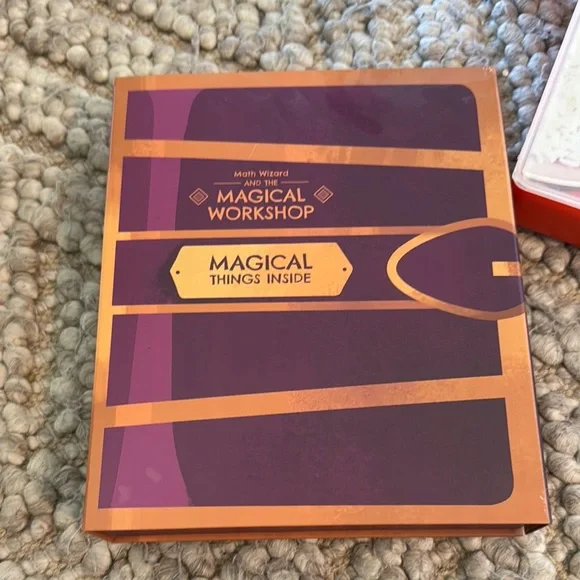 Math Wizard
AND THE
MAGICAL
WORKSHOP
MAGICAL
THINGS INSIDE